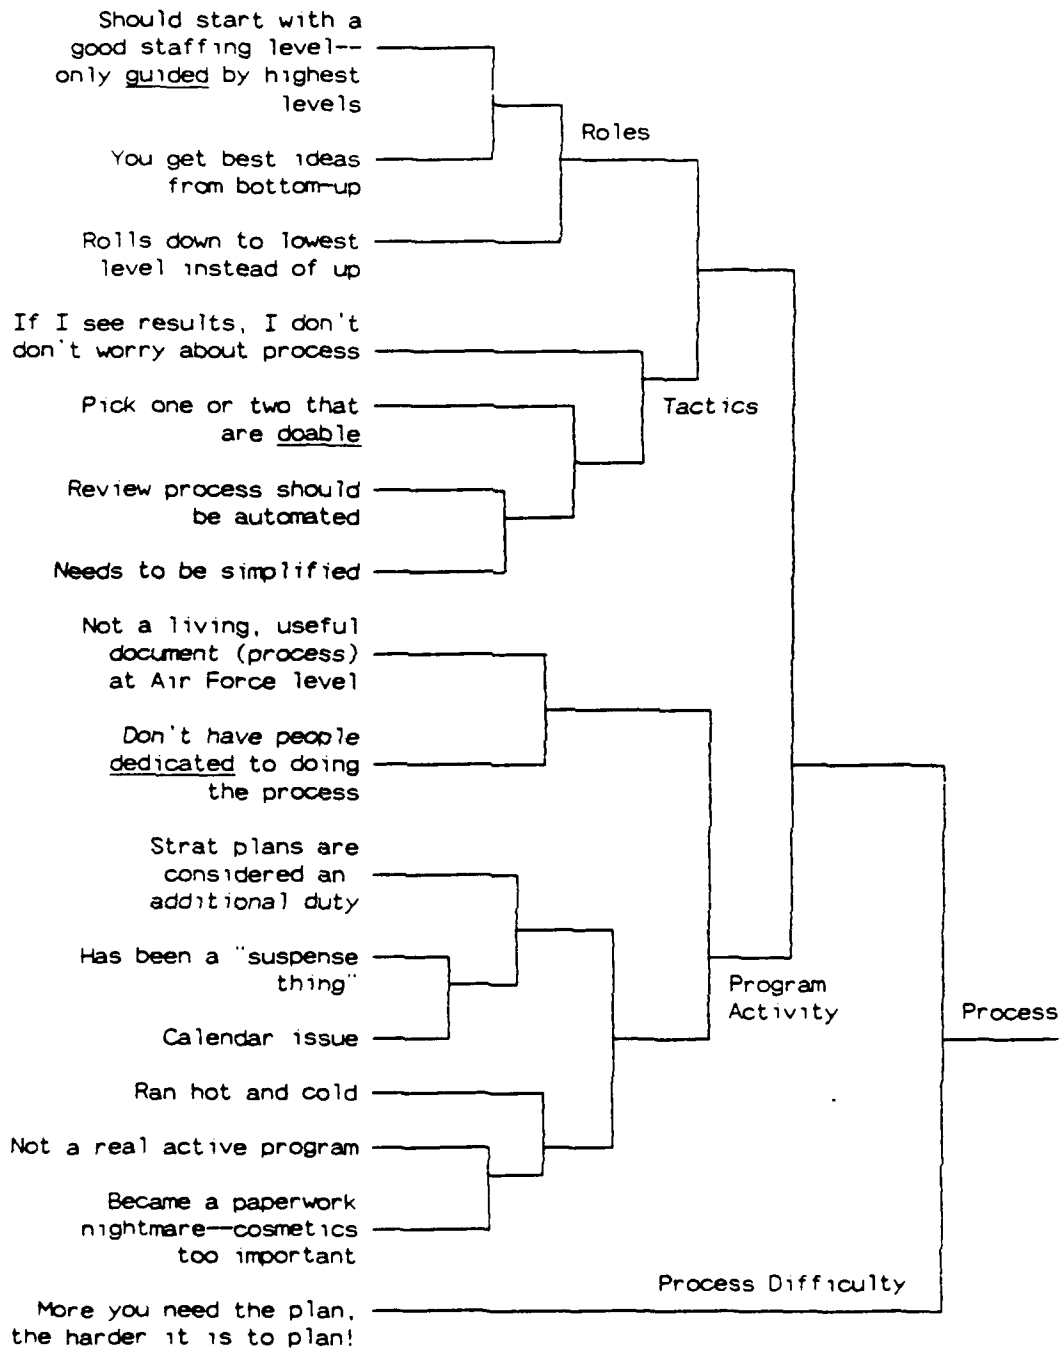 Should start with a
good staffing level--
only guided by highest
levels
Roles
You get best ideas
from bottom-up
Rolls down to lowest
level instead of up
If I see results, I don't
don't worry about process
Pick one or two that
are doable
Tactics
Review process should
be automated
Needs to be simplified
Not a living, useful
document (process)
at Air Force level
Don't have people
dedicated to doing
the process
Strat plans are
considered an
additional duty
Has been a "suspense
thing"
Program
Activity
Process
Calendar issue
Ran hot and cold
Not a real active program
Became a paperwork
nightmare--cosmetics
too important
Process Difficulty
More you need the plan,
the harder it is to plan!